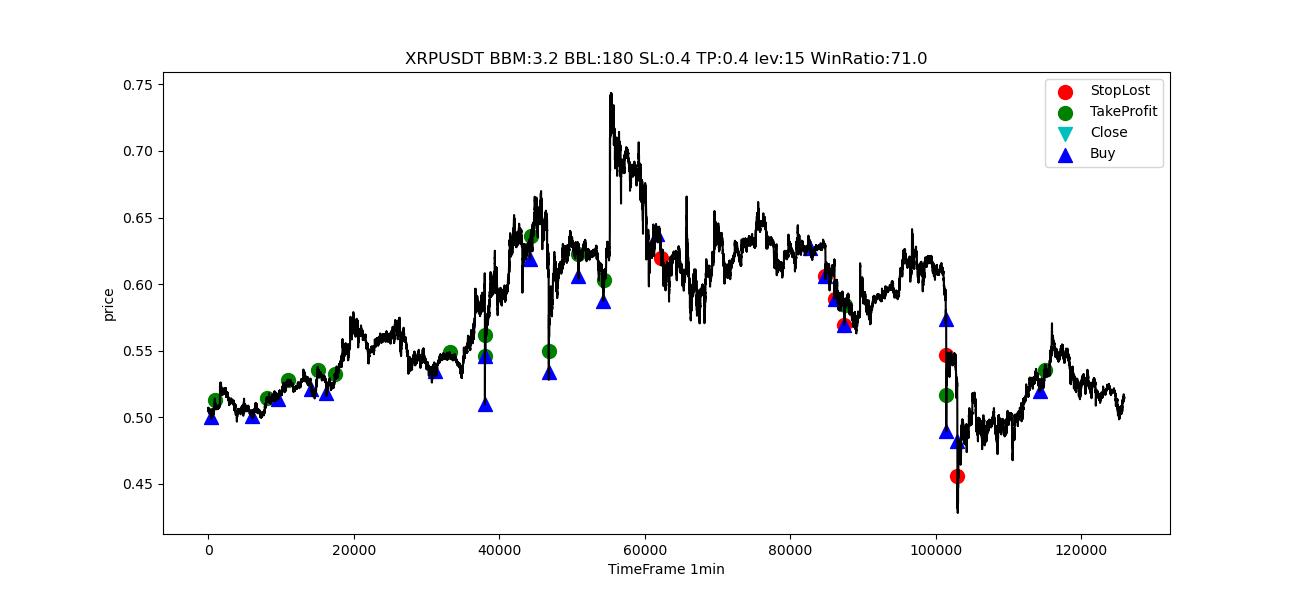 XRPUSDT BBM:3.2 BBL:180 SL:0.4 TP:0.4 lev:15 WinRatio:71.0
StopLost
TakeProfit
Close
Buy
price
0.75
0.70
0.65
0.60
0.55
0.50
0.45
0 20000 40000 60000 80000 100000 120000
TimeFrame 1min